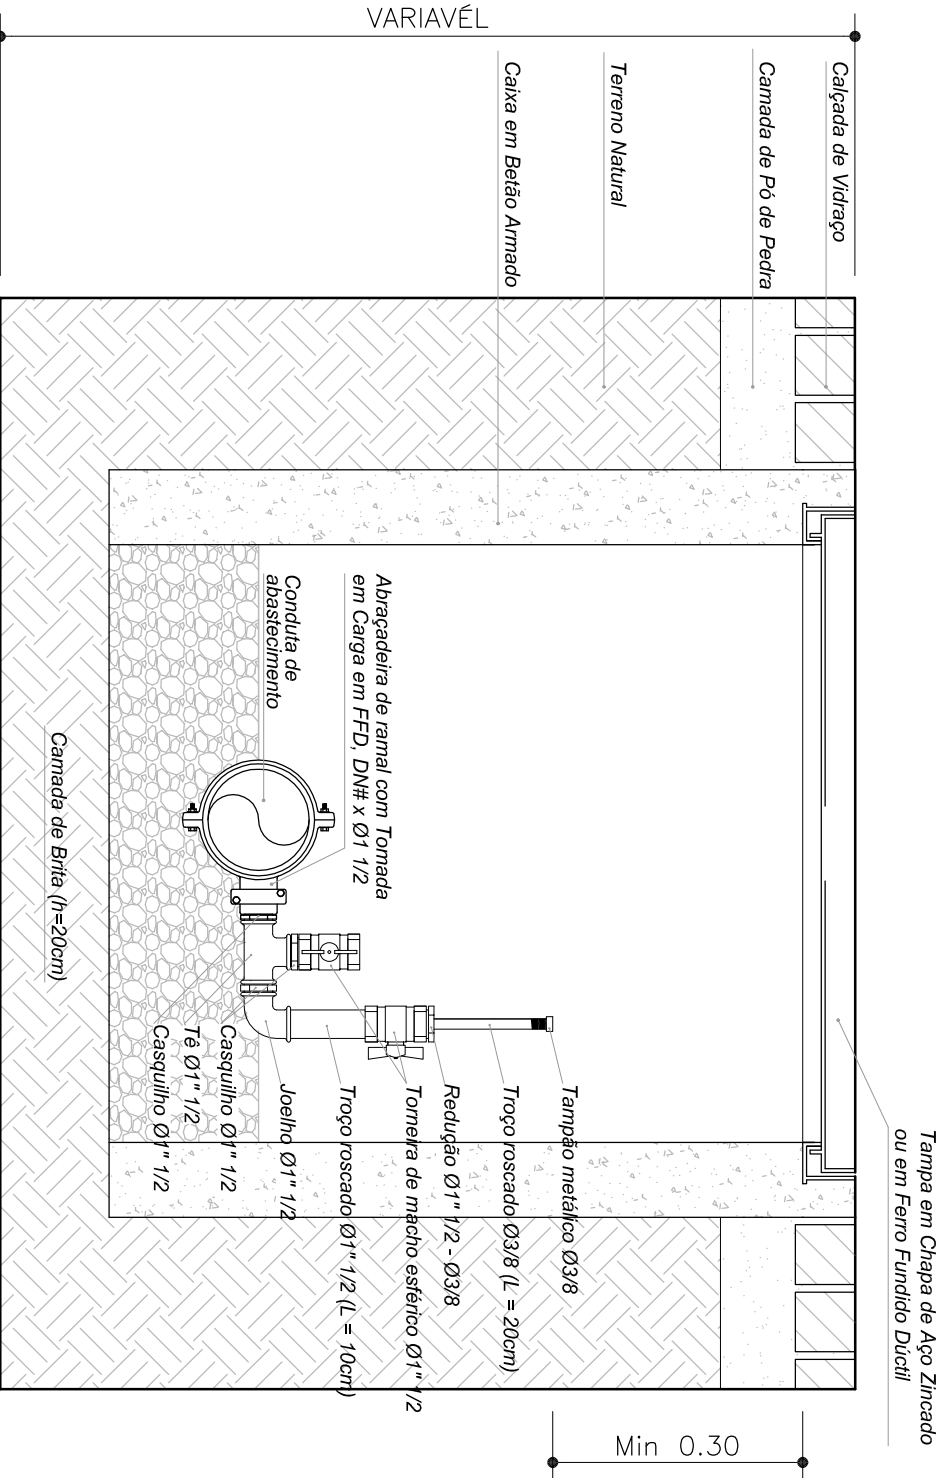 VARIAVÉL
Calçada de Vidraço
Camada de Pó de Pedra
Terreno Natural
Caixa em Betão Armado
Tampa em Chapa de Aço Zincado
ou em Ferro Fundido Dúctil
Abraçadeira de ramal com Tomada
em Carga em FFD, DN# x Ø1 1/2
Conduta de
abastecimento
Camada de Brita (h=20cm)
Tampão metálico Ø3/8
Troço roscado Ø3/8 (L = 20cm)
Redução Ø1" 1/2 - Ø3/8
Torneira de macho esférico Ø1" 1/2
Troço roscado Ø1" 1/2 (L = 10cm)
Joelho Ø1" 1/2
Casquilho Ø1" 1/2
Tê Ø1" 1/2
Casquilho Ø1" 1/2
Min 0.30